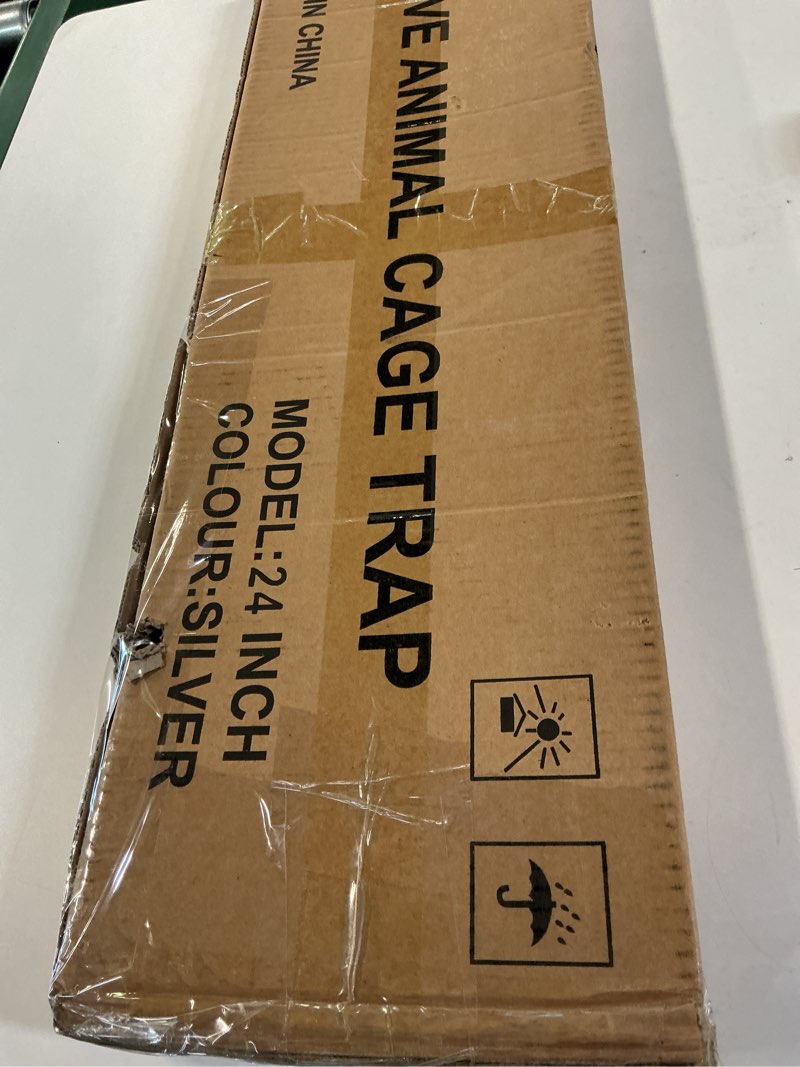 VE ANIMAL CAGE TRAP
MODEL:24 INCH
COLOUR:SILVER
IN CHINA